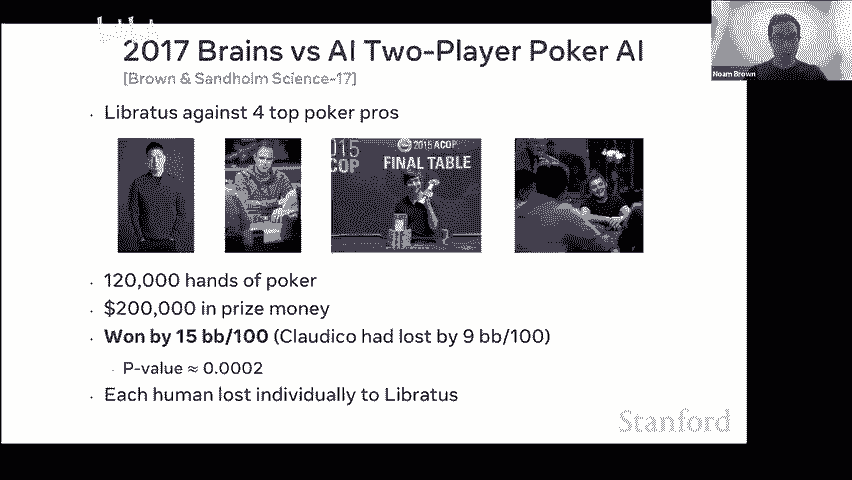 2017 Brains vs AI Two-Player Poker AI
[Brown & Sandholm Science-17]
Libratus against 4 top poker pros
015
COP
2015 ACOP
FINAL TABLE
120,000 hands of poker
$200,000 in prize money
Won by 15 bb/100 (Claudico had lost by 9 bb/100)
P-value ≈ 0.0002
Each human lost individually to Libratus
Stanford
Noam Brown